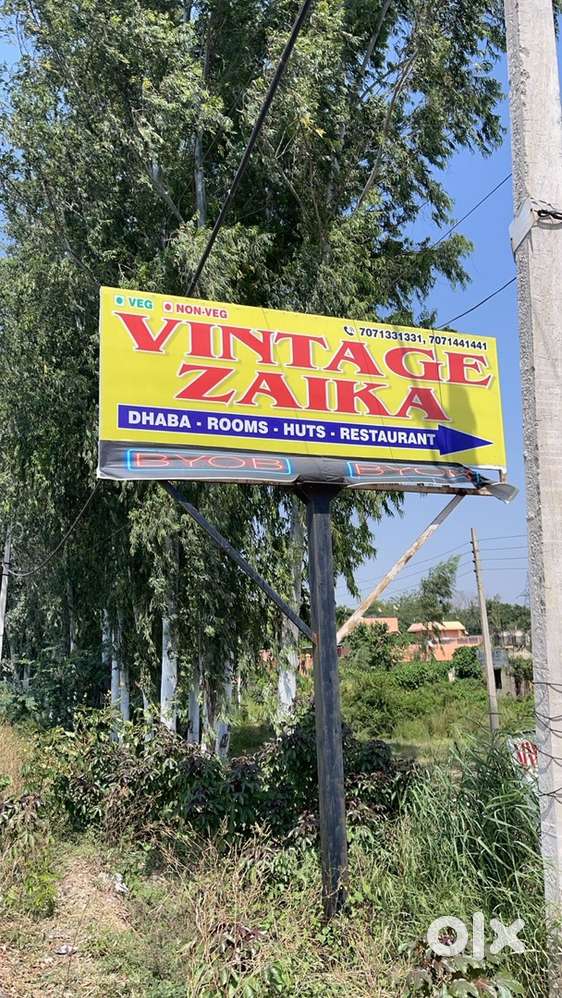 VEG NON-VEG
7071331331, 7071441441
VINTAGE
ZAIKA
DHABA - ROOMS - HUTS - RESTAURANT
BYOB BYOB
olx